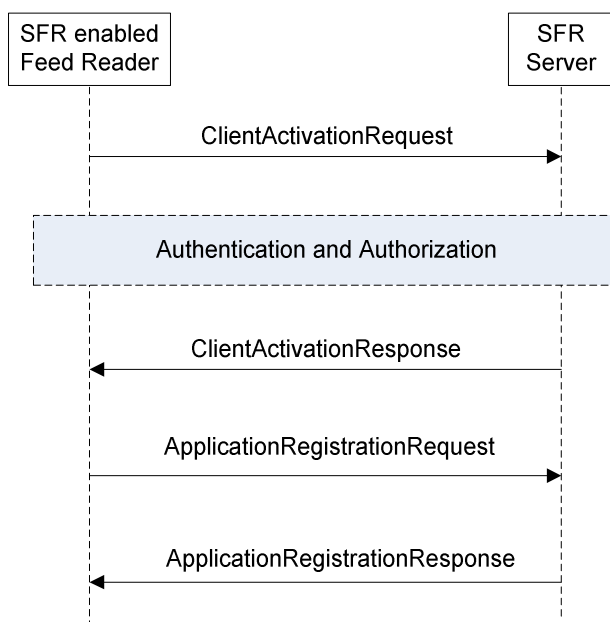 SFR enabled
Feed Reader
SFR
Server
ClientActivationRequest
Authentication and Authorization
ClientActivationResponse
ApplicationRegistrationRequest
ApplicationRegistrationResponse